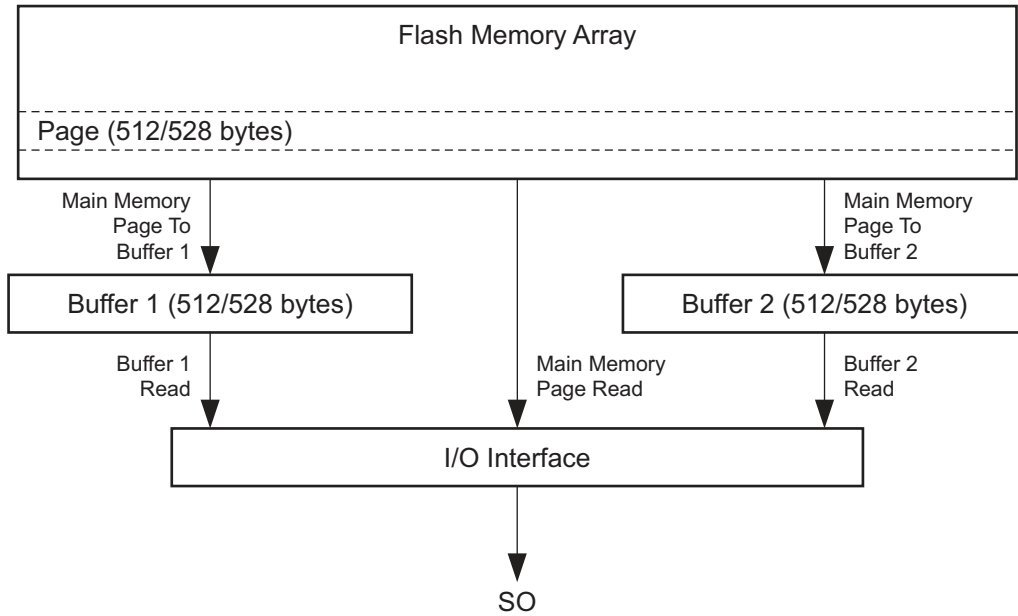 Flash Memory Array
Page (512/528 bytes)
Main Memory
Page To
Buffer 1
Main Memory
Page To
Buffer 2
Buffer 1 (512/528 bytes)
Buffer 2 (512/528 bytes)
Buffer 1
Read
Main Memory
Page Read
Buffer 2
Read
I/O Interface
SO